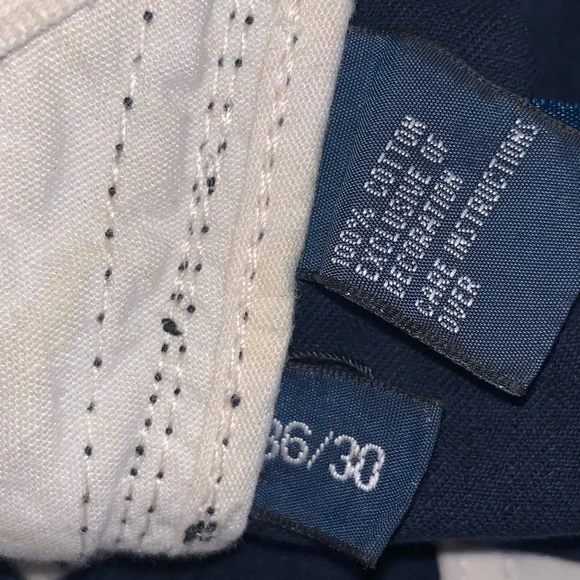 100% COTTON
EXCLUSIVE OF
DECORATION
CARE INSTRUCTIONS
OVER
36/30